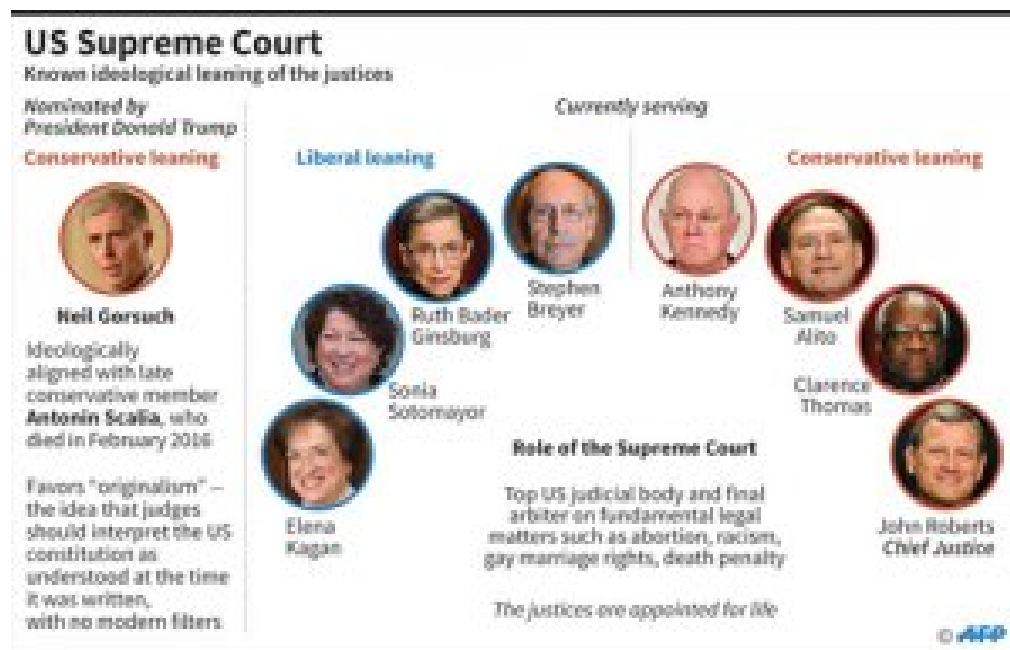 US Supreme Court
Known ideological leaning of the justices
Nominated by
President Donald Trump
Conservative leaning
Neil Gorsuch
Ideologically
aligned with late
conservative member
Antonin Scalia, who
died in February 2016
Favors "originalism" —
the idea that judges
should interpret the US
constitution as
understood at the time
it was written,
with no modern filters
Currently serving
Liberal leaning
Conservative leaning
Stephen
Breyer
Anthony
Kennedy
Ruth Bader
Ginsburg
Samuel
Alito
Sonia
Sotomayor
Clarence
Thomas
Elena
Kagan
John Roberts
Chief Justice
Role of the Supreme Court
Top US judicial body and final
arbiter on fundamental legal
matters such as abortion, racism,
gay marriage rights, death penalty
The justices are appointed for life
© AFP